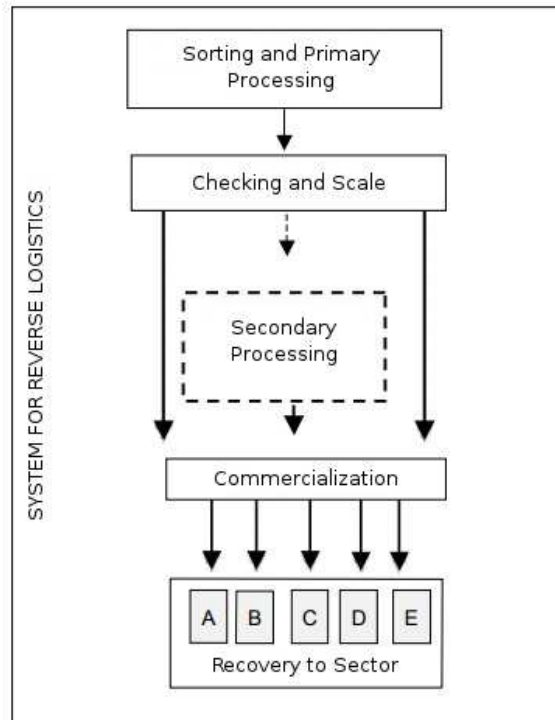 SYSTEM FOR REVERSE LOGISTICS
Sorting and Primary
Processing
Checking and Scale
Secondary
Processing
Commercialization
A B C D E
Recovery to Sector